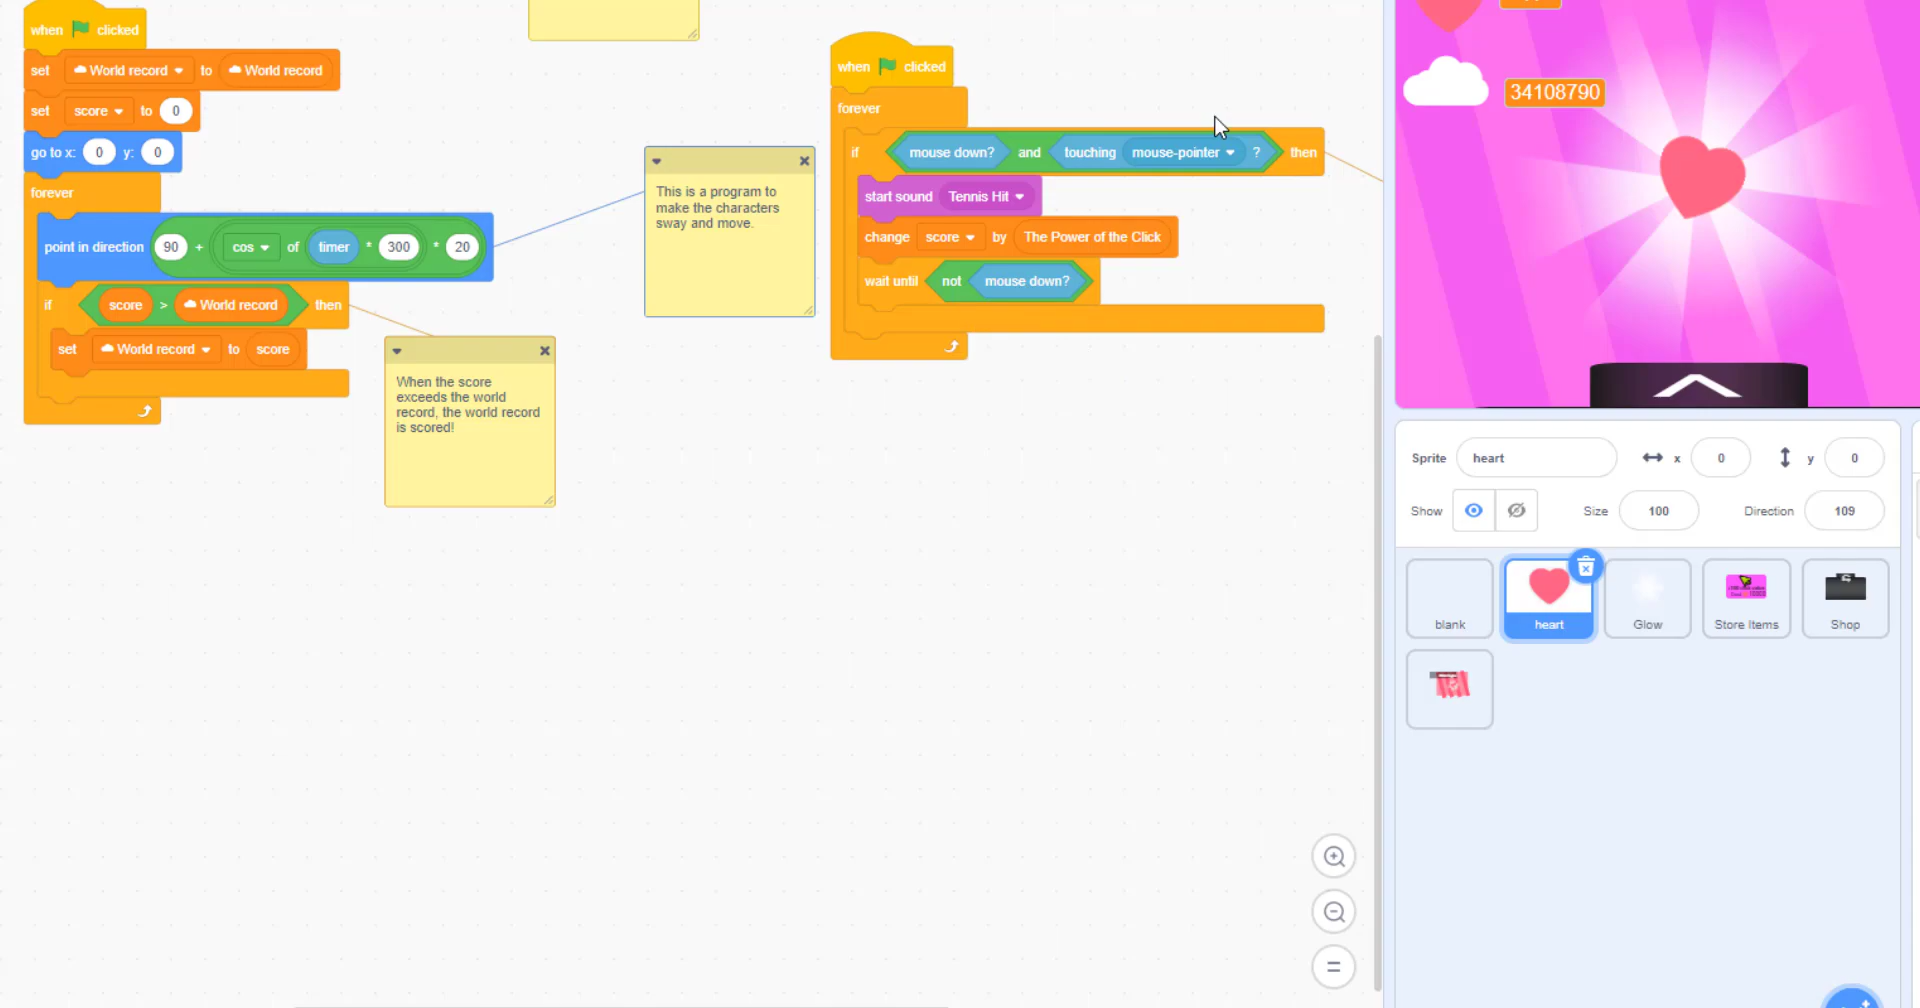 when clicked
set World record to World record
set score to 0
go to x: 0 y: 0
forever
point in direction 90 + cos of timer * 300 * 20
if score > World record then
set World record to score
This is a program to
make the characters
sway and move.
When the score
exceeds the world
record, the world record
is scored!
when clicked
forever
if mouse down? and touching mouse-pointer ? then
start sound Tennis Hit
change score by The Power of the Click
wait until not mouse down?
34108790
Sprite heart x 0 y 0
Show Size 100 Direction 109
blank heart Glow Store Items Shop